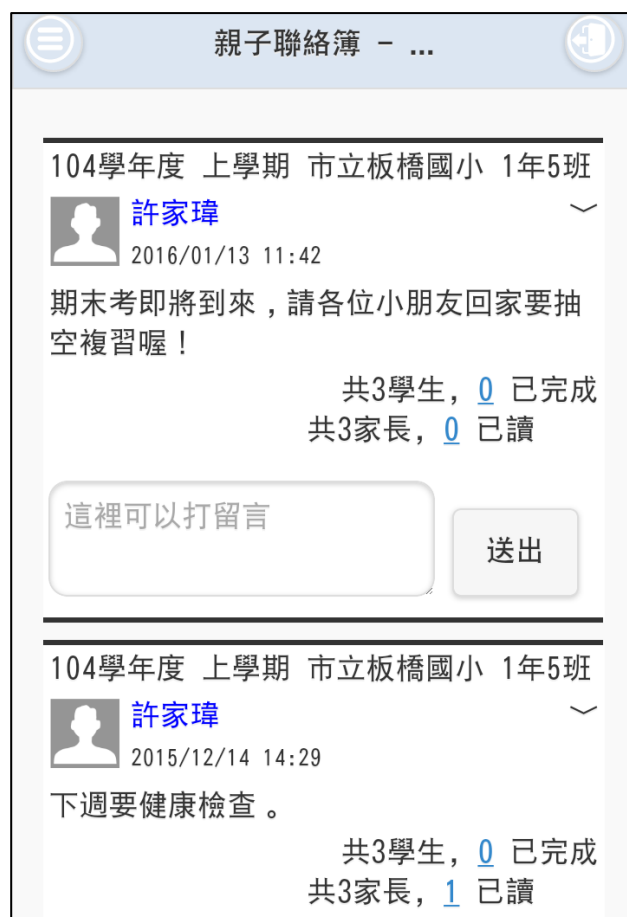 親子聯絡簿 - ...
104學年度 上學期 市立板橋國小 1年5班
許家瑋
2016/01/13 11:42
期末考即將到來，請各位小朋友回家要抽
空複習喔！
共3學生, 0 已完成
共3家長, 0 已讀
這裡可以打留言
送出
104學年度 上學期 市立板橋國小 1年5班
許家瑋
2015/12/14 14:29
下週要健康檢查。
共3學生, 0 已完成
共3家長, 1 已讀